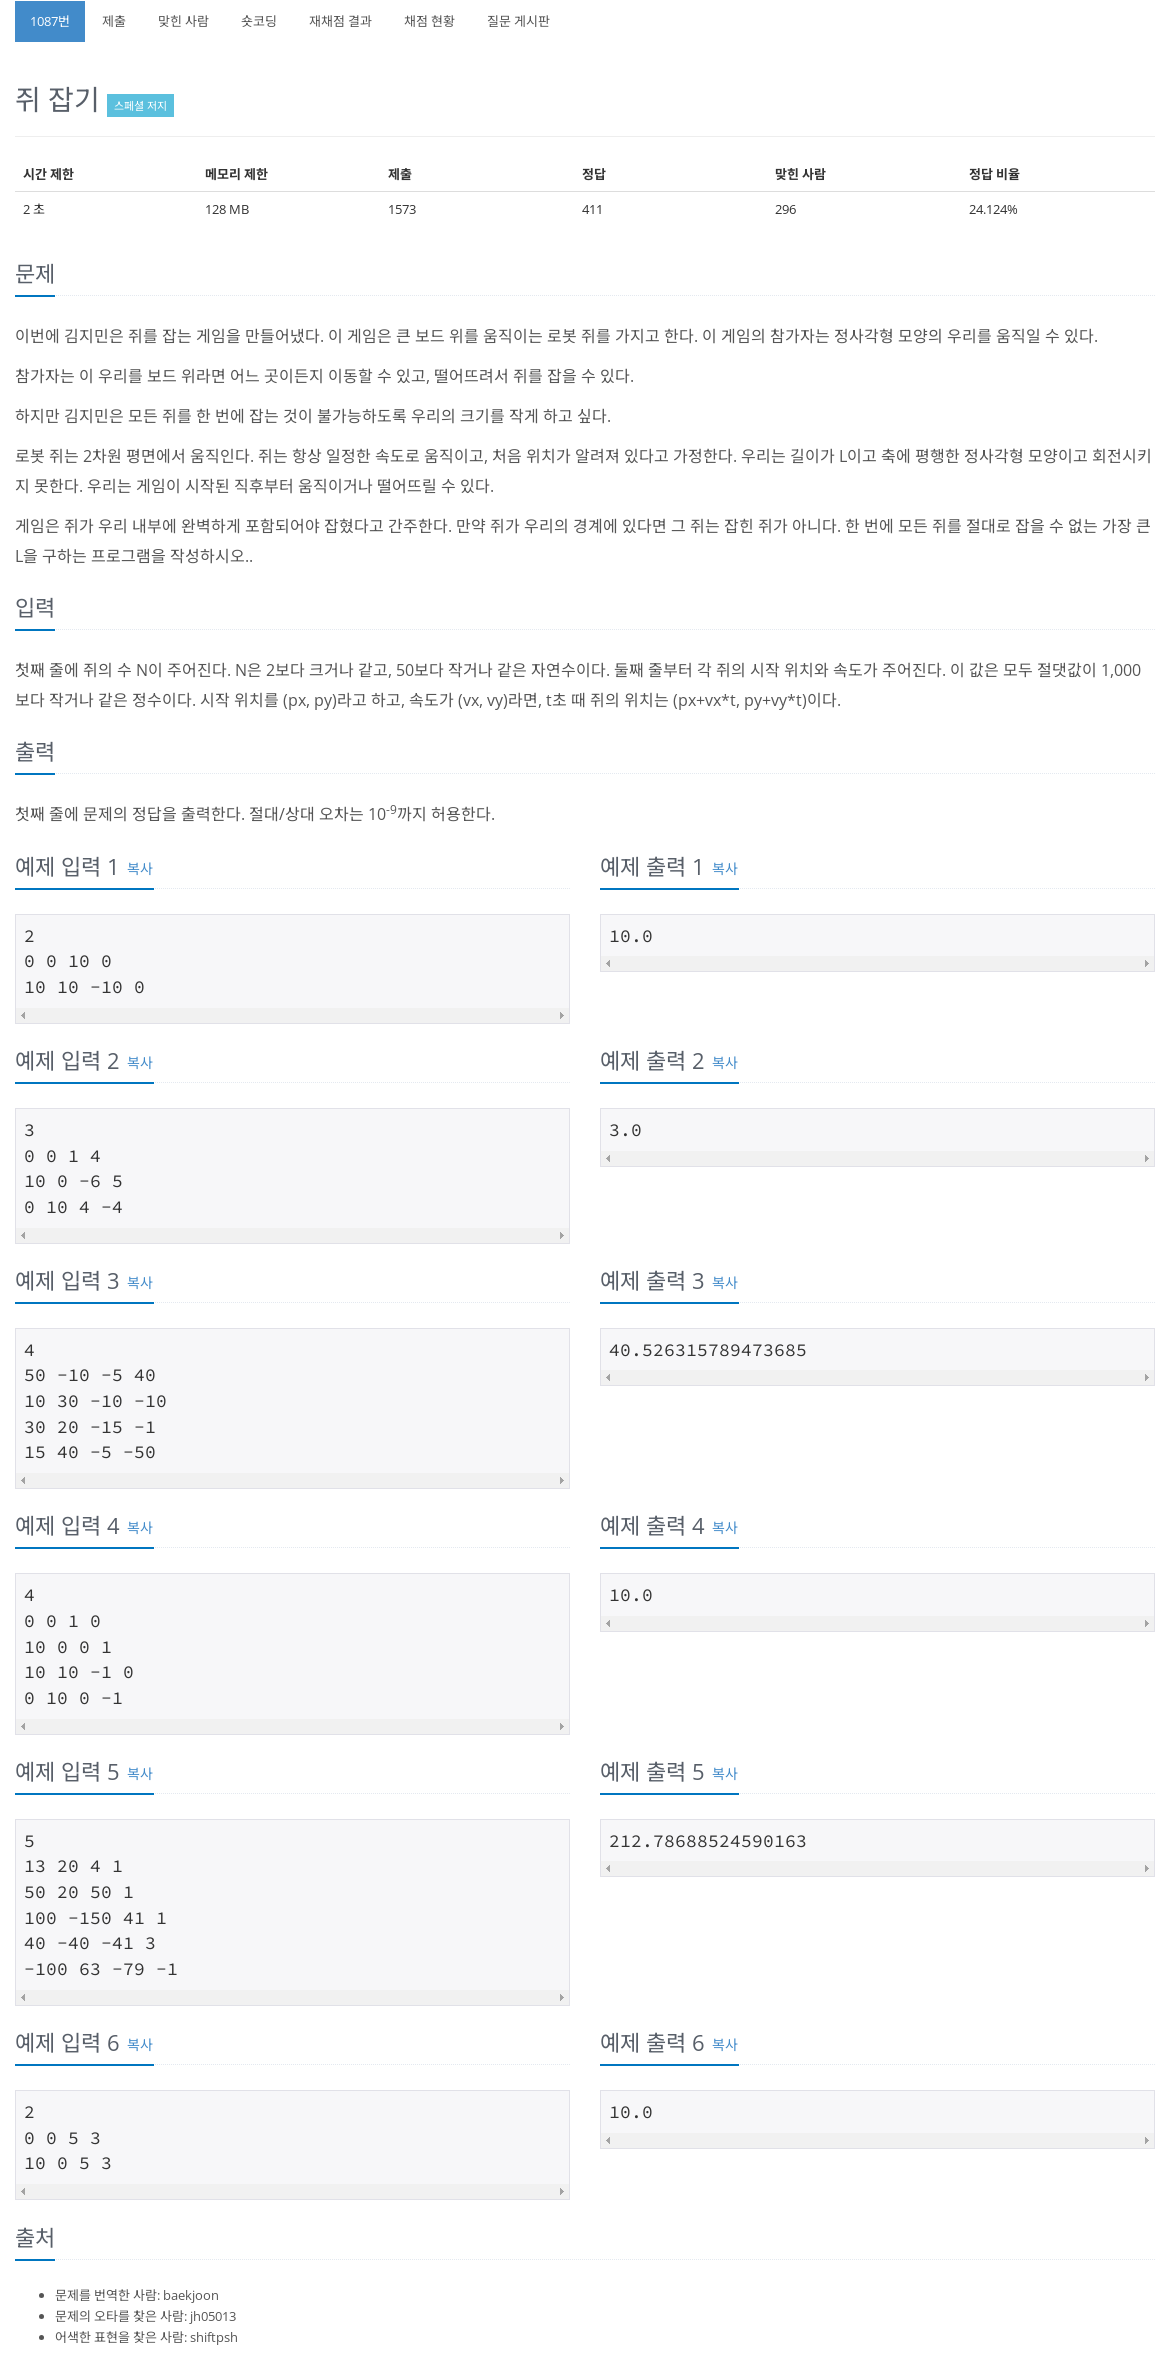 1087번 제출 맞힌 사람 숏코딩 재채점 결과 채점 현황 질문 게시판
쥐 잡기 스페셜 저지
시간 제한 메모리 제한 제출 정답 맞힌 사람 정답 비율
2 초 128 MB 1573 411 296 24.124%
문제
이번에 김지민은 쥐를 잡는 게임을 만들어냈다. 이 게임은 큰 보드 위를 움직이는 로봇 쥐를 가지고 한다. 이 게임의 참가자는 정사각형 모양의 우리를 움직일 수 있다.
참가자는 이 우리를 보드 위라면 어느 곳이든지 이동할 수 있고, 떨어뜨려서 쥐를 잡을 수 있다.
하지만 김지민은 모든 쥐를 한 번에 잡는 것이 불가능하도록 우리의 크기를 작게 하고 싶다.
로봇 쥐는 2차원 평면에서 움직인다. 쥐는 항상 일정한 속도로 움직이고, 처음 위치가 알려져 있다고 가정한다. 우리는 길이가 L이고 축에 평행한 정사각형 모양이고 회전시키
지 못한다. 우리는 게임이 시작된 직후부터 움직이거나 떨어뜨릴 수 있다.
게임은 쥐가 우리 내부에 완벽하게 포함되어야 잡혔다고 간주한다. 만약 쥐가 우리의 경계에 있다면 그 쥐는 잡힌 쥐가 아니다. 한 번에 모든 쥐를 절대로 잡을 수 없는 가장 큰
L을 구하는 프로그램을 작성하시오..
입력
첫째 줄에 쥐의 수 N이 주어진다. N은 2보다 크거나 같고, 50보다 작거나 같은 자연수이다. 둘째 줄부터 각 쥐의 시작 위치와 속도가 주어진다. 이 값은 모두 절댓값이 1,000
보다 작거나 같은 정수이다. 시작 위치를 (px, py)라고 하고, 속도가 (vx, vy)라면, t초 때 쥐의 위치는 (px+vx*t, py+vy*t)이다.
출력
첫째 줄에 문제의 정답을 출력한다. 절대/상대 오차는 10-9까지 허용한다.
예제 입력 1 복사
2
0 0 10 0
10 10 -10 0
예제 출력 1 복사
10.0
예제 입력 2 복사
3
0 0 1 4
10 0 -6 5
0 10 4 -4
예제 출력 2 복사
3.0
예제 입력 3 복사
4
50 -10 -5 40
10 30 -10 -10
30 20 -15 -1
15 40 -5 -50
예제 출력 3 복사
40.526315789473685
예제 입력 4 복사
4
0 0 1 0
10 0 0 1
10 10 -1 0
0 10 0 -1
예제 출력 4 복사
10.0
예제 입력 5 복사
5
13 20 4 1
50 20 50 1
100 -150 41 1
40 -40 -41 3
-100 63 -79 -1
예제 출력 5 복사
212.78688524590163
예제 입력 6 복사
2
0 0 5 3
10 0 5 3
예제 출력 6 복사
10.0
출처
문제를 번역한 사람: baekjoon
문제의 오타를 찾은 사람: jh05013
어색한 표현을 찾은 사람: shiftpsh